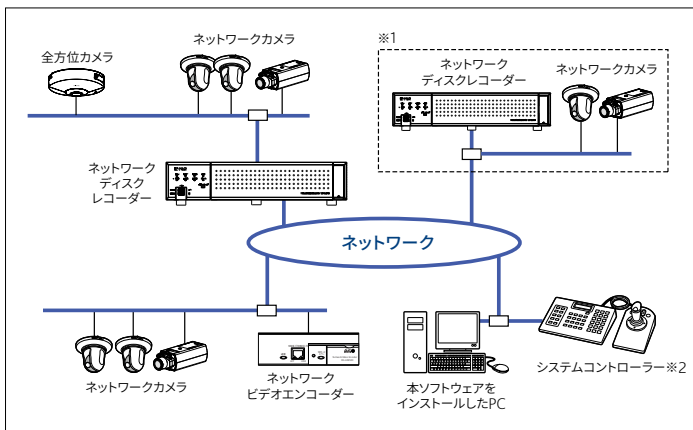 全方位カメラ
ネットワークカメラ
※1
ネットワーク
ディスクレコーダー
ネットワークカメラ
ネットワーク
ディスク
レコーダー
ネットワーク
ネットワークカメラ
ネットワーク
ビデオエンコーダー
本ソフトウェアを
インストールしたPC
システムコントローラー※2